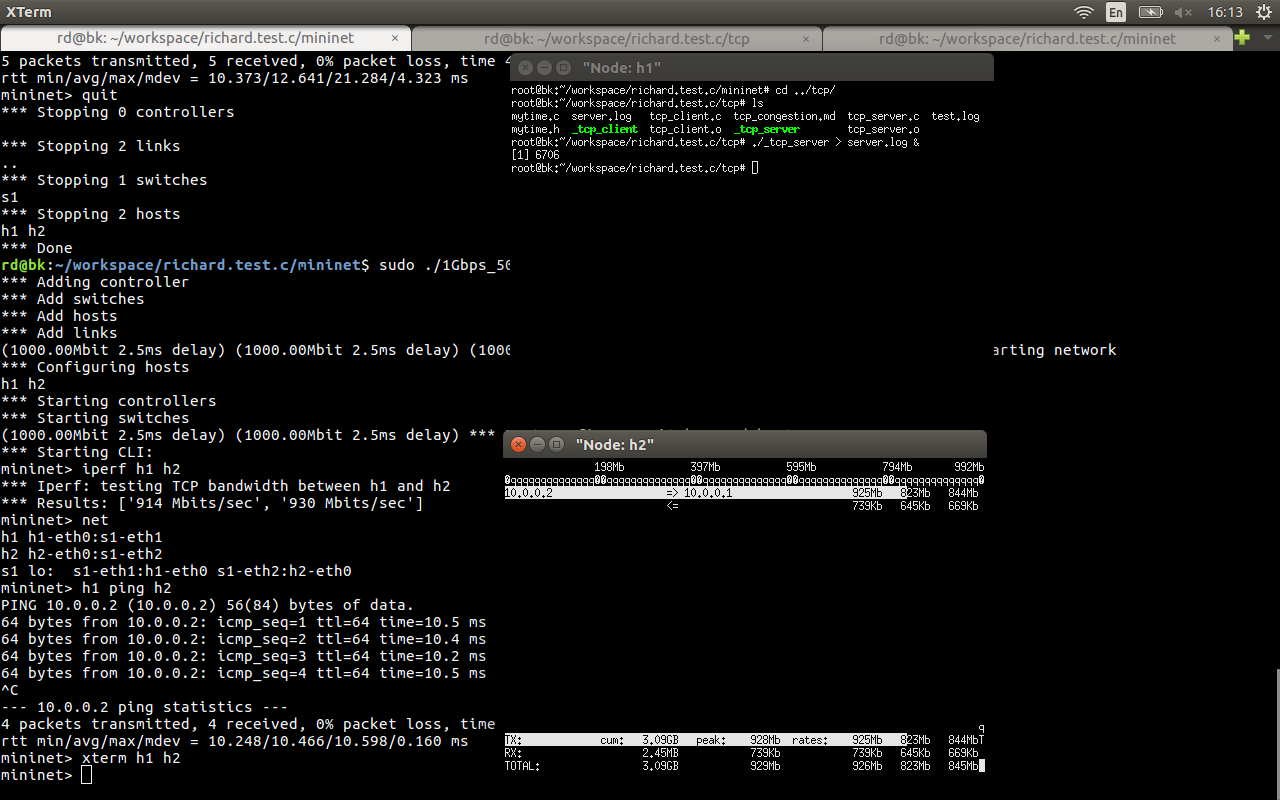 XTerm
En
16:13
rd@bk: ~/workspace/richard.test.c/mininet ×
rd@bk: ~/workspace/richard.test.c/tcp ×
rd@bk: ~/workspace/richard.test.c/mininet ×
5 packets transmitted, 5 received, 0% packet loss, time 4
rtt min/avg/max/mdev = 10.373/12.641/21.284/4.323 ms
mininet> quit
*** Stopping 0 controllers
*** Stopping 2 links
..
*** Stopping 1 switches
s1
*** Stopping 2 hosts
h1 h2
*** Done
rd@bk:~/workspace/richard.test.c/mininet$ sudo ./1Gbps_50
*** Adding controller
*** Add switches
*** Add hosts
*** Add links
(1000.00Mbit 2.5ms delay) (1000.00Mbit 2.5ms delay) (1000 arting network
*** Configuring hosts
h1 h2
*** Starting controllers
*** Starting switches
(1000.00Mbit 2.5ms delay) (1000.00Mbit 2.5ms delay) ***
*** Starting CLI:
mininet> iperf h1 h2
*** Iperf: testing TCP bandwidth between h1 and h2
*** Results: ['914 Mbits/sec', '930 Mbits/sec']
mininet> net
h1 h1-eth0:s1-eth1
h2 h2-eth0:s1-eth2
s1 lo:  s1-eth1:h1-eth0 s1-eth2:h2-eth0
mininet> h1 ping h2
PING 10.0.0.2 (10.0.0.2) 56(84) bytes of data.
64 bytes from 10.0.0.2: icmp_seq=1 ttl=64 time=10.5 ms
64 bytes from 10.0.0.2: icmp_seq=2 ttl=64 time=10.4 ms
64 bytes from 10.0.0.2: icmp_seq=3 ttl=64 time=10.2 ms
64 bytes from 10.0.0.2: icmp_seq=4 ttl=64 time=10.5 ms
^C
--- 10.0.0.2 ping statistics ---
4 packets transmitted, 4 received, 0% packet loss, time
rtt min/avg/max/mdev = 10.248/10.466/10.598/0.160 ms
mininet> xterm h1 h2
mininet>
"Node: h1"
root@bk:~/workspace/richard.test.c/mininet# cd ../tcp/
root@bk:~/workspace/richard.test.c/tcp# ls
mytime.c  server.log   tcp_client.c  tcp_congestion.md  tcp_server.c  test.log
mytime.h  _tcp_client  tcp_client.o  _tcp_server        tcp_server.o
root@bk:~/workspace/richard.test.c/tcp# ./_tcp_server > server.log &
[1] 6706
root@bk:~/workspace/richard.test.c/tcp#
"Node: h2"
198Mb 397Mb 595Mb 794Mb 992Mb
10.0.0.2 => 10.0.0.1 925Mb 823Mb 844Mb
<= 739Kb 645Kb 669Kb
q
TX: cum: 3.09GB peak: 928Mb rates: 925Mb 823Mb 844MbT
RX: 2.45MB 739Kb 739Kb 645Kb 669Kb
TOTAL: 3.09GB 929Mb 926Mb 823Mb 845Mb